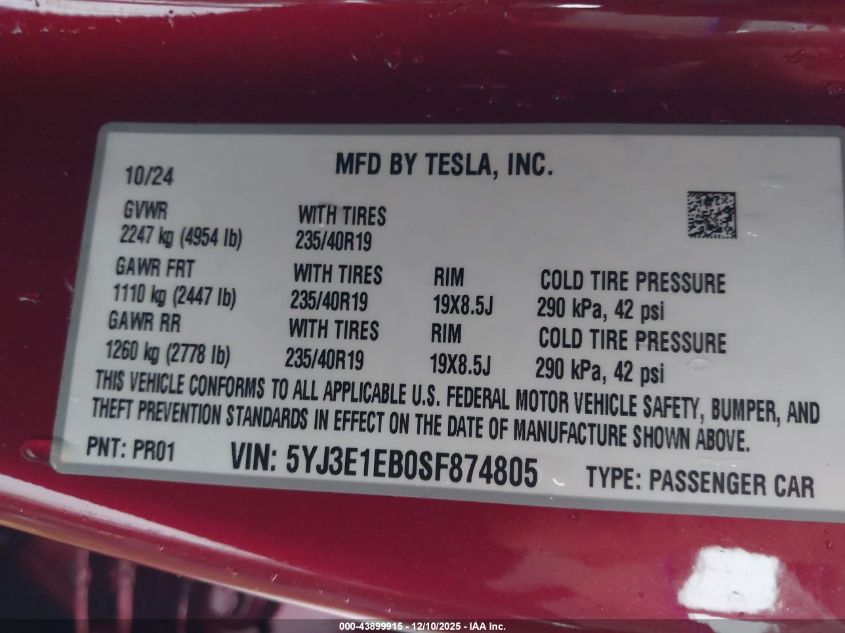 MFD BY TESLA, INC.
10/24
GVWR WITH TIRES
2247 kg (4954 lb) 235/40R19
GAWR FRT WITH TIRES RIM COLD TIRE PRESSURE
1110 kg (2447 lb) 235/40R19 19X8.5J 290 kPa, 42 psi
GAWR RR WITH TIRES RIM COLD TIRE PRESSURE
1260 kg (2778 lb) 235/40R19 19X8.5J 290 kPa, 42 psi
THIS VEHICLE CONFORMS TO ALL APPLICABLE U.S. FEDERAL MOTOR VEHICLE SAFETY, BUMPER, AND
THEFT PREVENTION STANDARDS IN EFFECT ON THE DATE OF MANUFACTURE SHOWN ABOVE.
PNT: PR01 VIN: 5YJ3E1EB0SF874805 TYPE: PASSENGER CAR
000-43899915 - 12/10/2025 - IAA Inc.